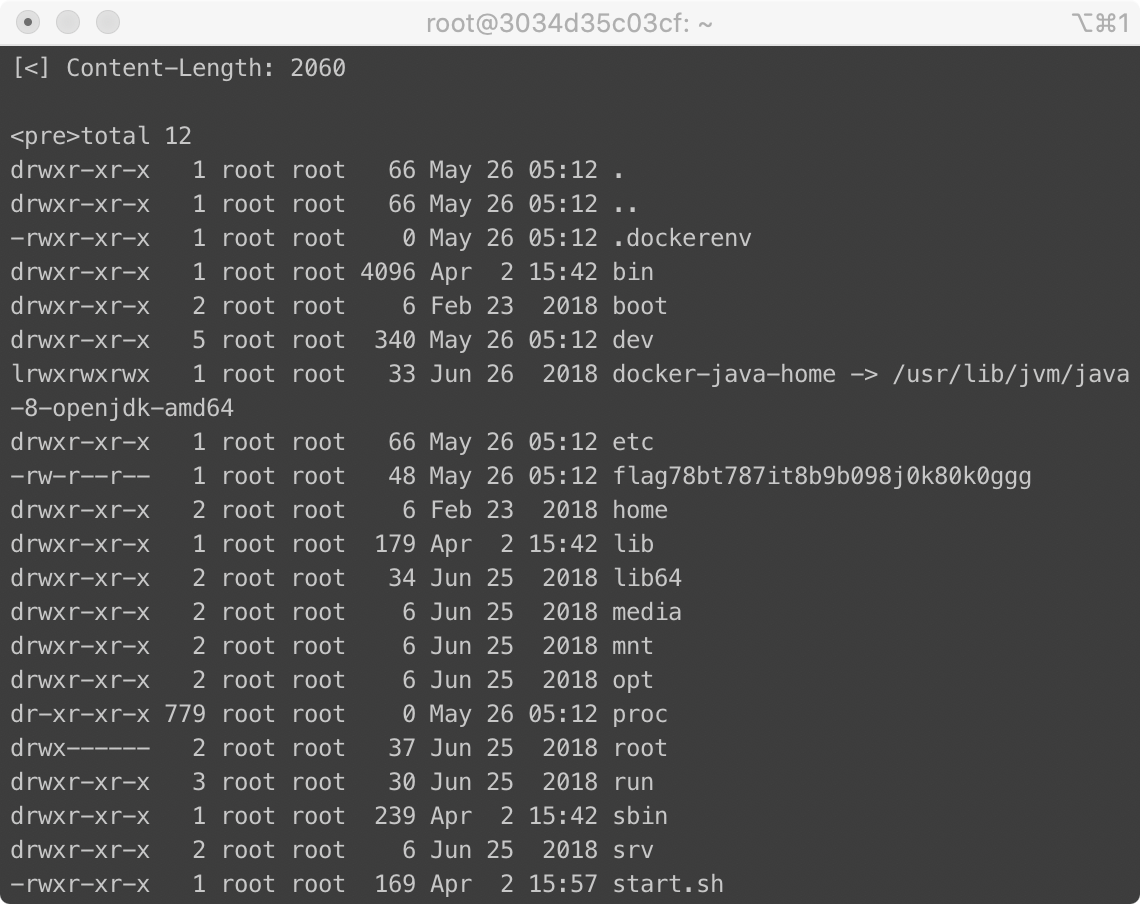 root@3034d35c03cf: ~ ⌥⌘1
[<] Content-Length: 2060
<pre>total 12
drwxr-xr-x   1 root root   66 May 26 05:12 .
drwxr-xr-x   1 root root   66 May 26 05:12 ..
-rwxr-xr-x   1 root root    0 May 26 05:12 .dockerenv
drwxr-xr-x   1 root root 4096 Apr  2 15:42 bin
drwxr-xr-x   2 root root    6 Feb 23  2018 boot
drwxr-xr-x   5 root root  340 May 26 05:12 dev
lrwxrwxrwx   1 root root   33 Jun 26  2018 docker-java-home -> /usr/lib/jvm/java
-8-openjdk-amd64
drwxr-xr-x   1 root root   66 May 26 05:12 etc
-rw-r--r--   1 root root   48 May 26 05:12 flag78bt787it8b9b098j0k80k0ggg
drwxr-xr-x   2 root root    6 Feb 23  2018 home
drwxr-xr-x   1 root root  179 Apr  2 15:42 lib
drwxr-xr-x   2 root root   34 Jun 25  2018 lib64
drwxr-xr-x   2 root root    6 Jun 25  2018 media
drwxr-xr-x   2 root root    6 Jun 25  2018 mnt
drwxr-xr-x   2 root root    6 Jun 25  2018 opt
dr-xr-xr-x 779 root root    0 May 26 05:12 proc
drwx------   2 root root   37 Jun 25  2018 root
drwxr-xr-x   3 root root   30 Jun 25  2018 run
drwxr-xr-x   1 root root  239 Apr  2 15:42 sbin
drwxr-xr-x   2 root root    6 Jun 25  2018 srv
-rwxr-xr-x   1 root root  169 Apr  2 15:57 start.sh